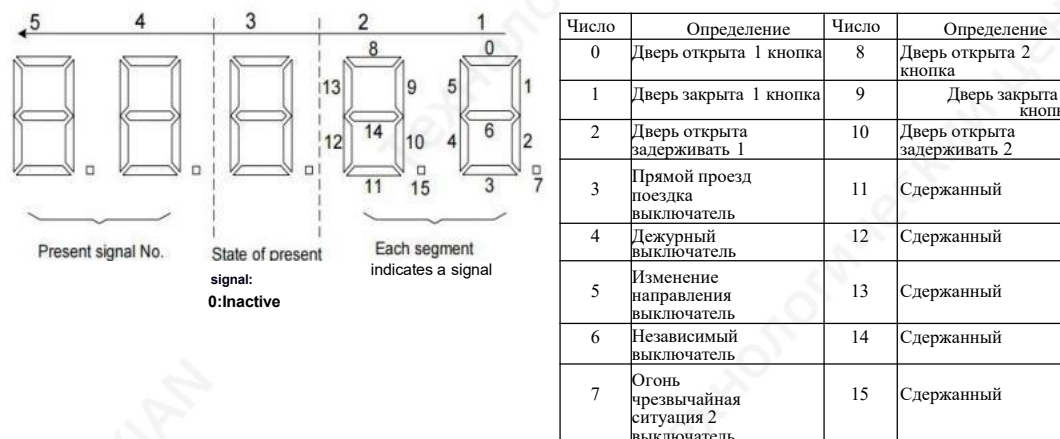 5 4 3 2 1
8 0
13 9 5 1
14 6
12 10 4 2
11 15 3 7
Present signal No.
State of present
signal:
0:Inactive
Each segment
indicates a signal
Число Определение Число Определение
0 Дверь открыта 1 кнопка 8 Дверь открыта 2
кнопка
1 Дверь закрыта 1 кнопка 9 Дверь закрыта
2 Дверь открыта
задерживать 1
10 Дверь открыта
задерживать 2
3 Прямой проезд
поездка
выключатель
11 Сдержанный
4 Дежурный
выключатель
12 Сдержанный
5 Изменение
направления
выключатель
13 Сдержанный
6 Независимый
выключатель
14 Сдержанный
7 Огонь
чрезвычайная
ситуация 2
выключатель
15 Сдержанный